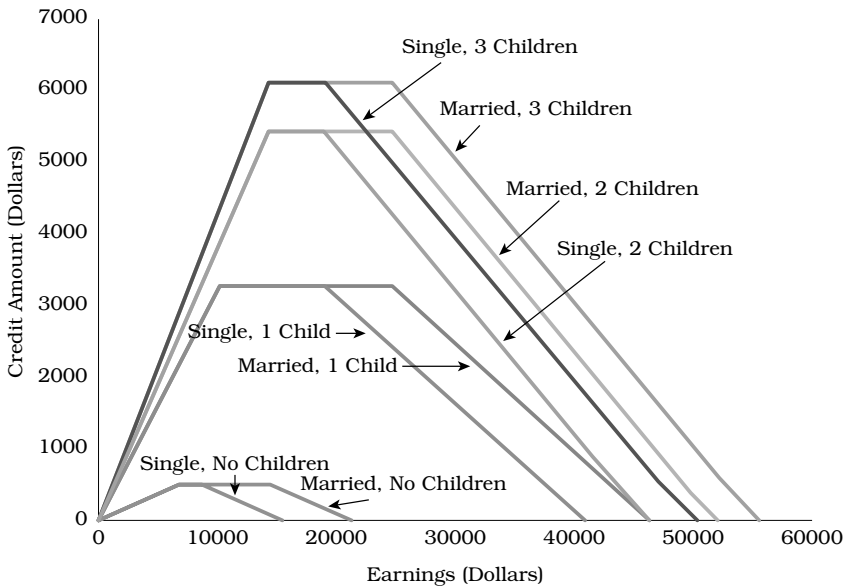 7000
6000
5000
4000
3000
2000
1000
0
Credit Amount (Dollars)
Single, 3 Children
Married, 3 Children
Married, 2 Children
Single, 2 Children
Single, 1 Child
Married, 1 Child
Single, No Children
Married, No Children
0 10000 20000 30000 40000 50000 60000
Earnings (Dollars)